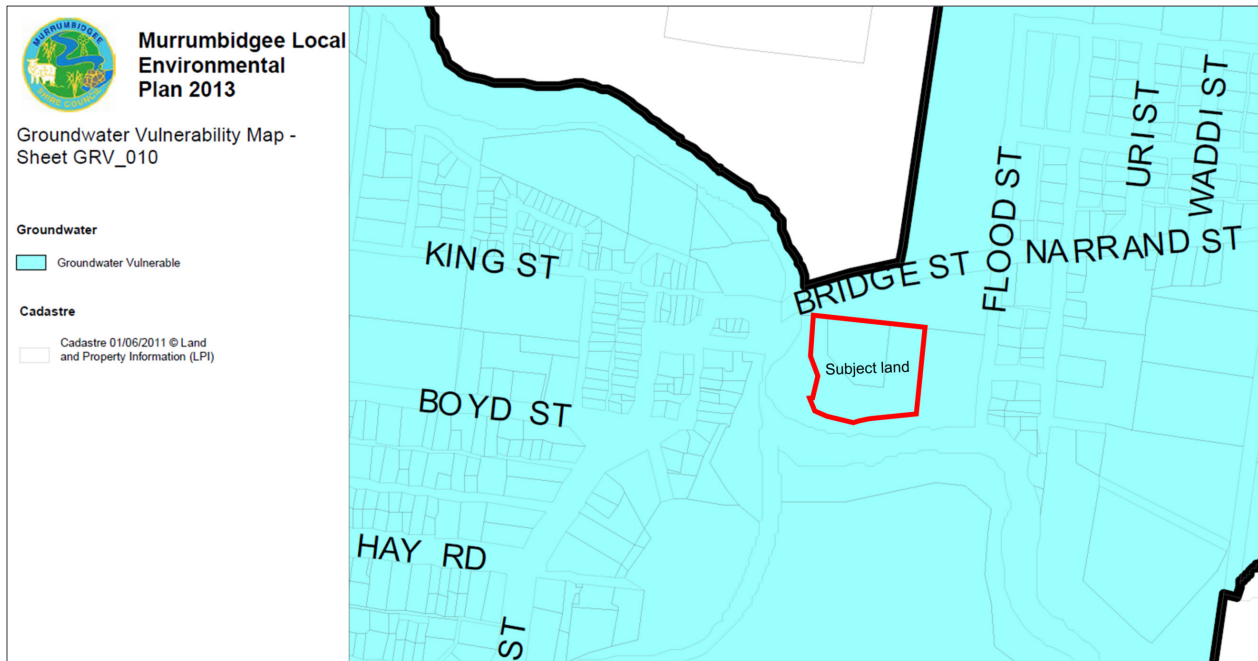 MURRUMBIDGEE
SHIRE COUNCIL
Murrumbidgee Local
Environmental
Plan 2013
Groundwater Vulnerability Map -
Sheet GRV_010
Groundwater
Groundwater Vulnerable
Cadastre
Cadastre 01/06/2011 © Land
and Property Information (LPI)
KING ST
BOYD ST
HAY RD
ST
BRIDGE ST
FLOOD ST
NARRAND ST
URI ST
WADDI ST
Subject land